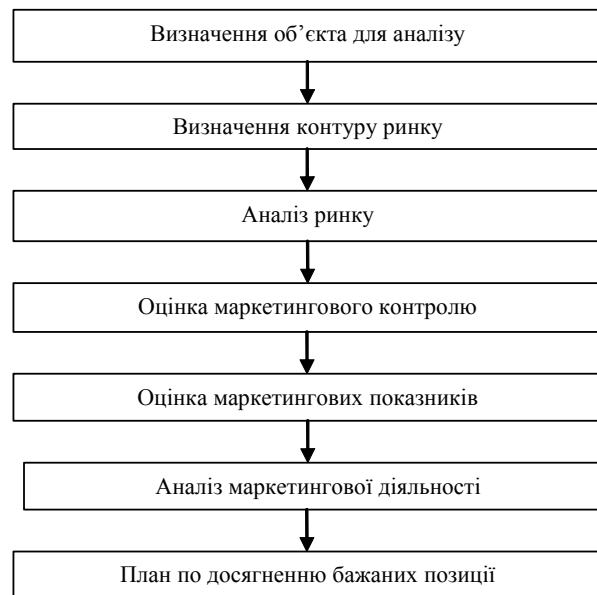 Визначення об’єкта для аналізу
Визначення контуру ринку
Аналіз ринку
Оцінка маркетингового контролю
Оцінка маркетингових показників
Аналіз маркетингової діяльності
План по досягненню бажаних позиції